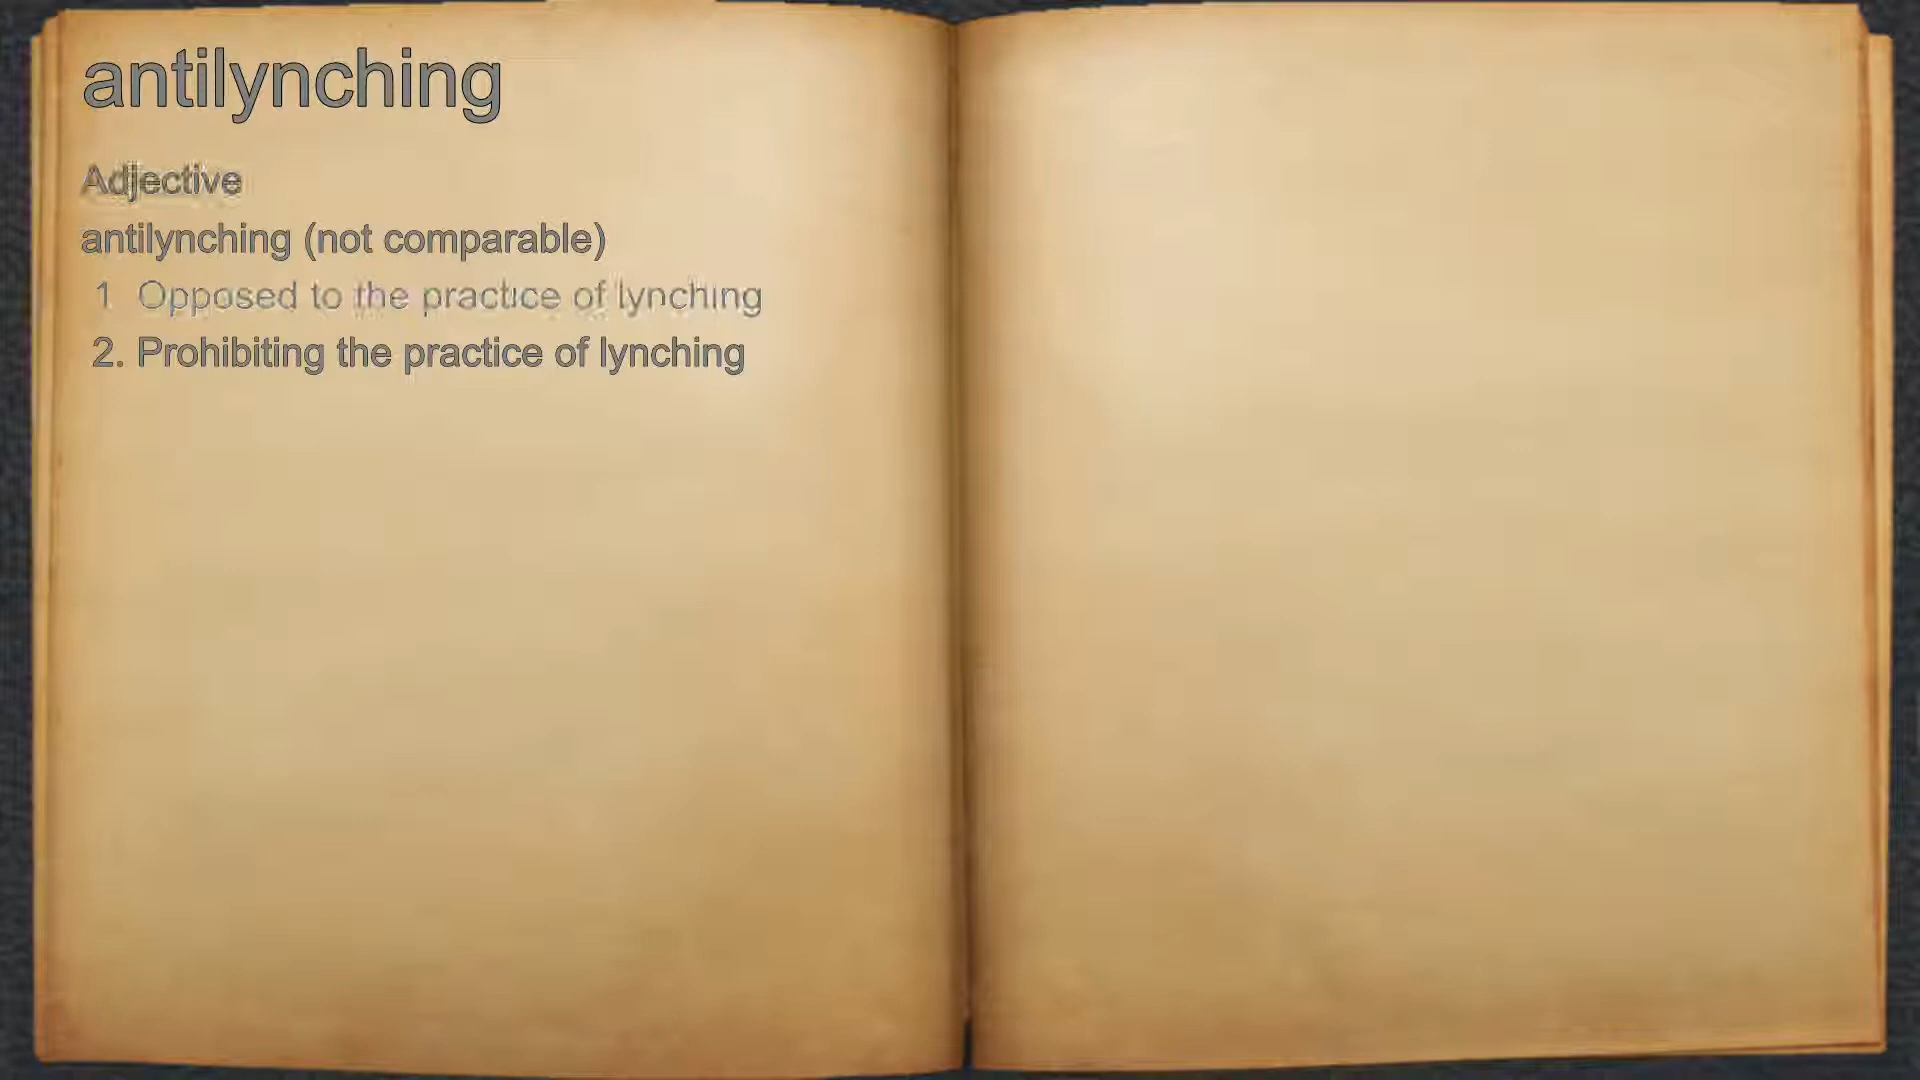 antilynching
Adjective
antilynching (not comparable)
1 Opposed to the practice of lynching
2. Prohibiting the practice of lynching